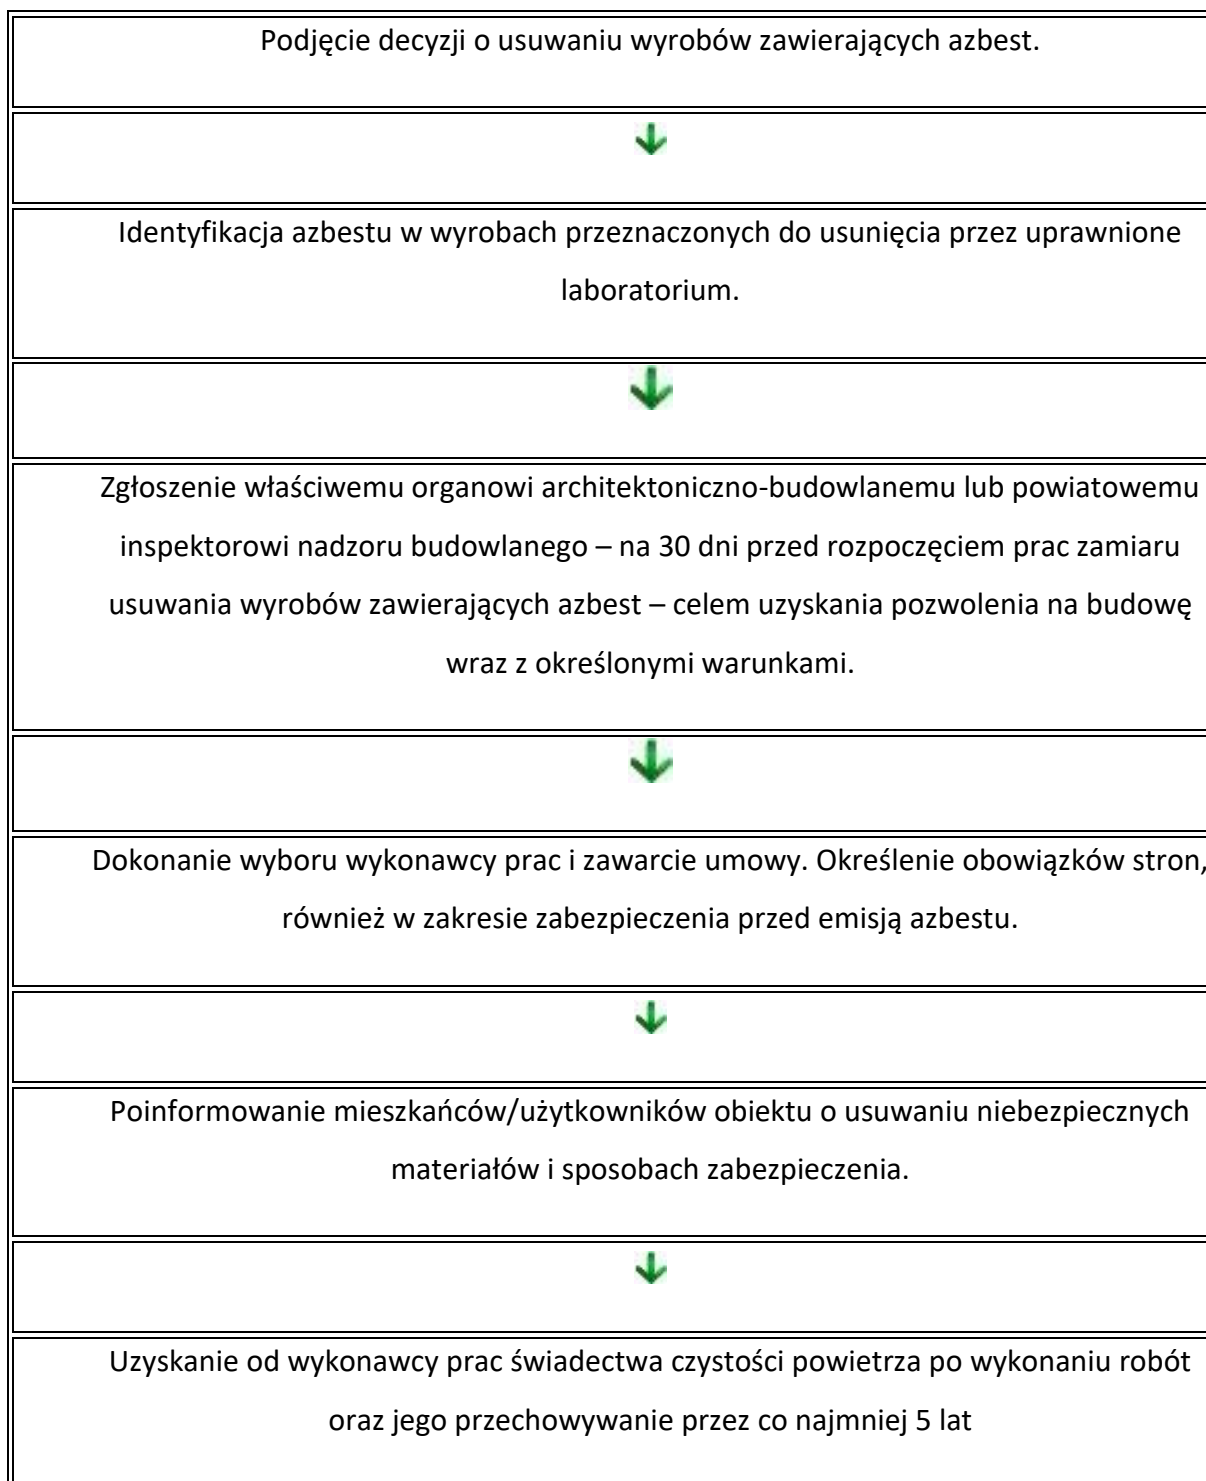 Podjęcie decyzji o usuwaniu wyrobów zawierających azbest.
Identyfikacja azbestu w wyrobach przeznaczonych do usunięcia przez uprawnione
laboratorium.
Zgłoszenie właściwemu organowi architektoniczno-budowlanemu lub powiatowemu
inspektorowi nadzoru budowlanego – na 30 dni przed rozpoczęciem prac zamiaru
usuwania wyrobów zawierających azbest – celem uzyskania pozwolenia na budowę
wraz z określonymi warunkami.
Dokonanie wyboru wykonawcy prac i zawarcie umowy. Określenie obowiązków stron,
również w zakresie zabezpieczenia przed emisją azbestu.
Poinformowanie mieszkańców/użytkowników obiektu o usuwaniu niebezpiecznych
materiałów i sposobach zabezpieczenia.
Uzyskanie od wykonawcy prac świadectwa czystości powietrza po wykonaniu robót
oraz jego przechowywanie przez co najmniej 5 lat